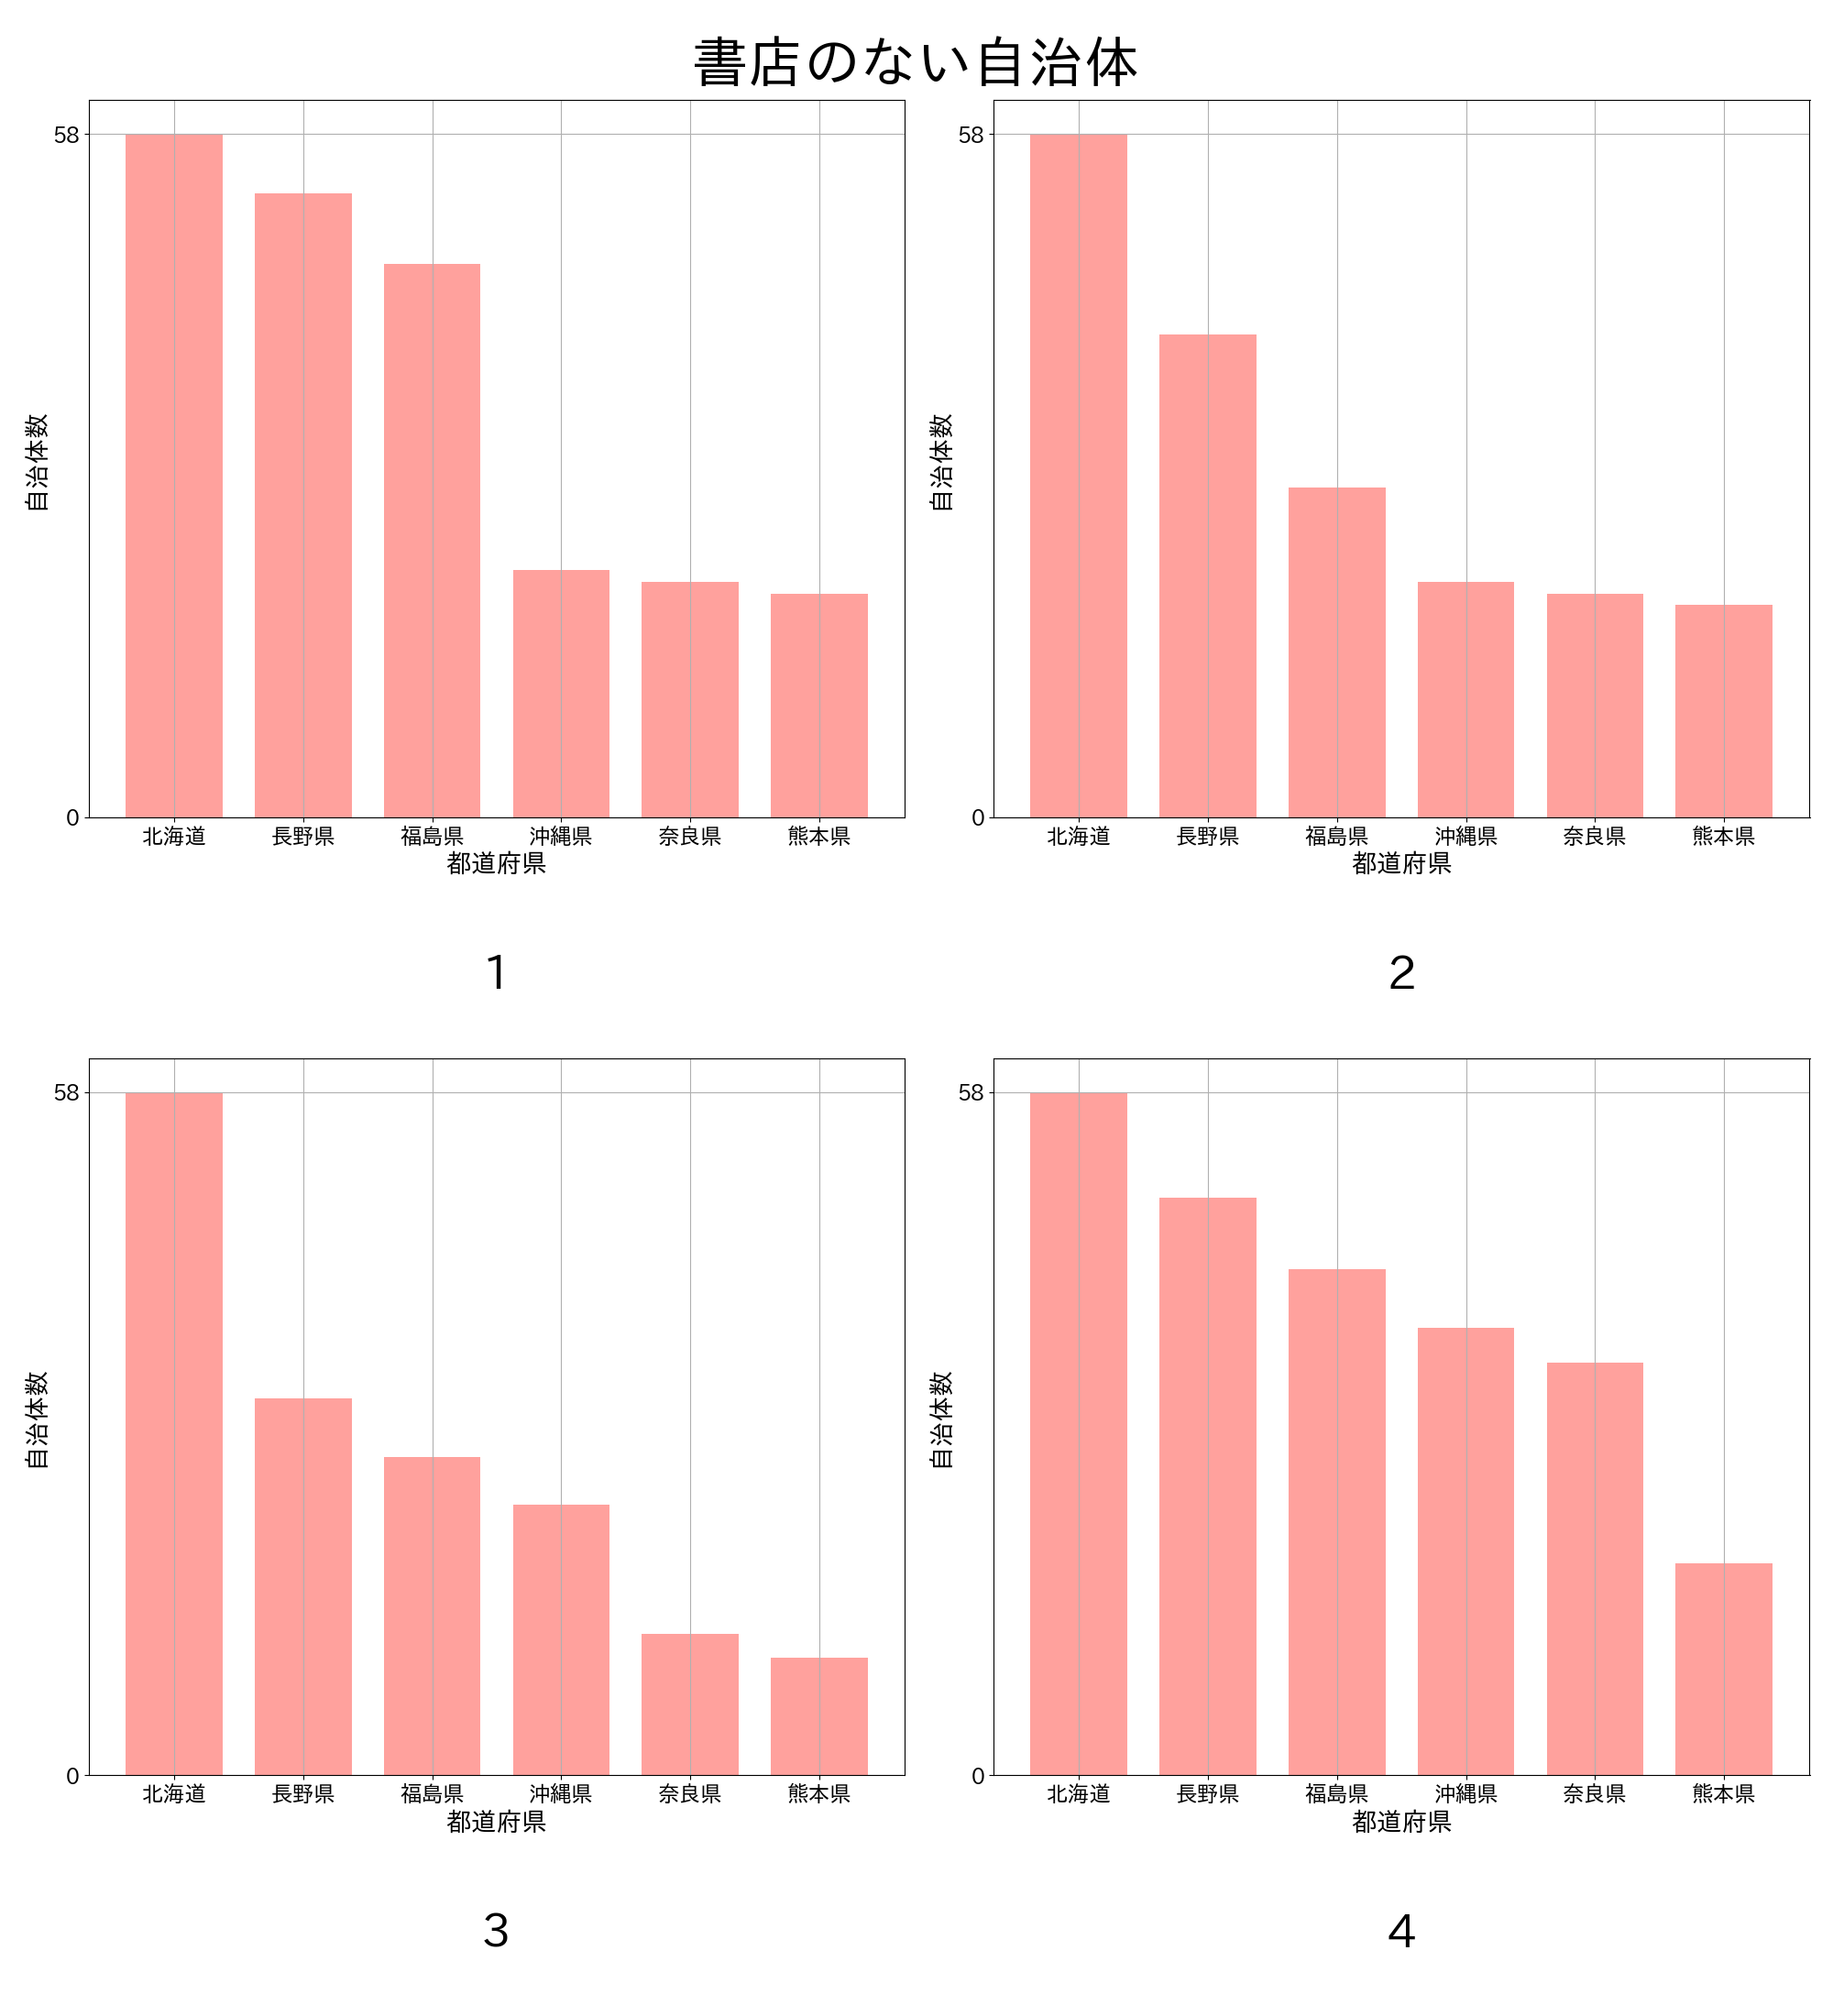 書店のない自治体
58
0
自治体数
北海道 長野県 福島県 沖縄県 奈良県 熊本県
都道府県
1
58
0
自治体数
北海道 長野県 福島県 沖縄県 奈良県 熊本県
都道府県
2
58
0
自治体数
北海道 長野県 福島県 沖縄県 奈良県 熊本県
都道府県
3
58
0
自治体数
北海道 長野県 福島県 沖縄県 奈良県 熊本県
都道府県
4